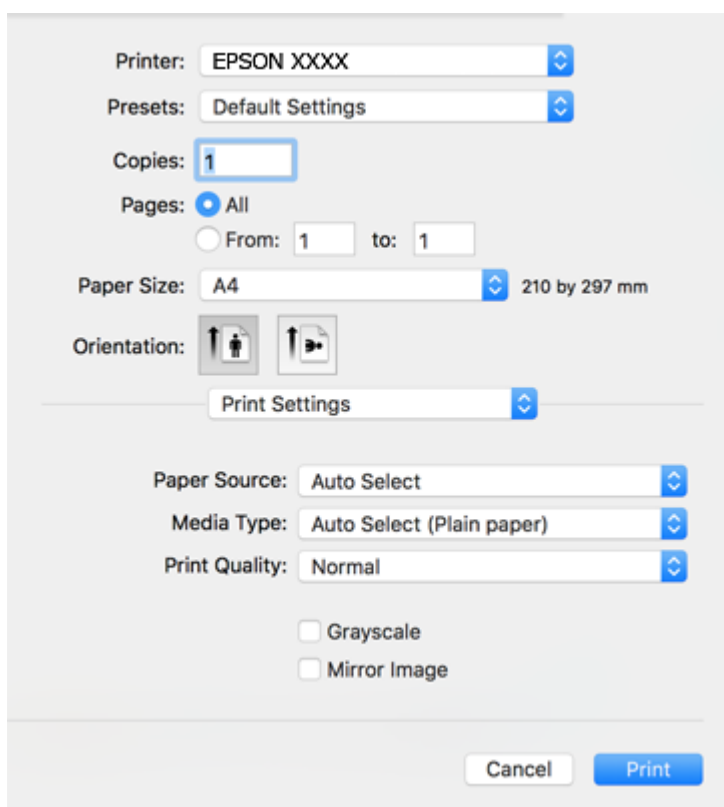 Printer: EPSON XXXX
Presets: Default Settings
Copies: 1
Pages: All
From: 1 to: 1
Paper Size: A4 210 by 297 mm
Orientation:
Print Settings
Paper Source: Auto Select
Media Type: Auto Select (Plain paper)
Print Quality: Normal
Grayscale
Mirror Image
Cancel Print